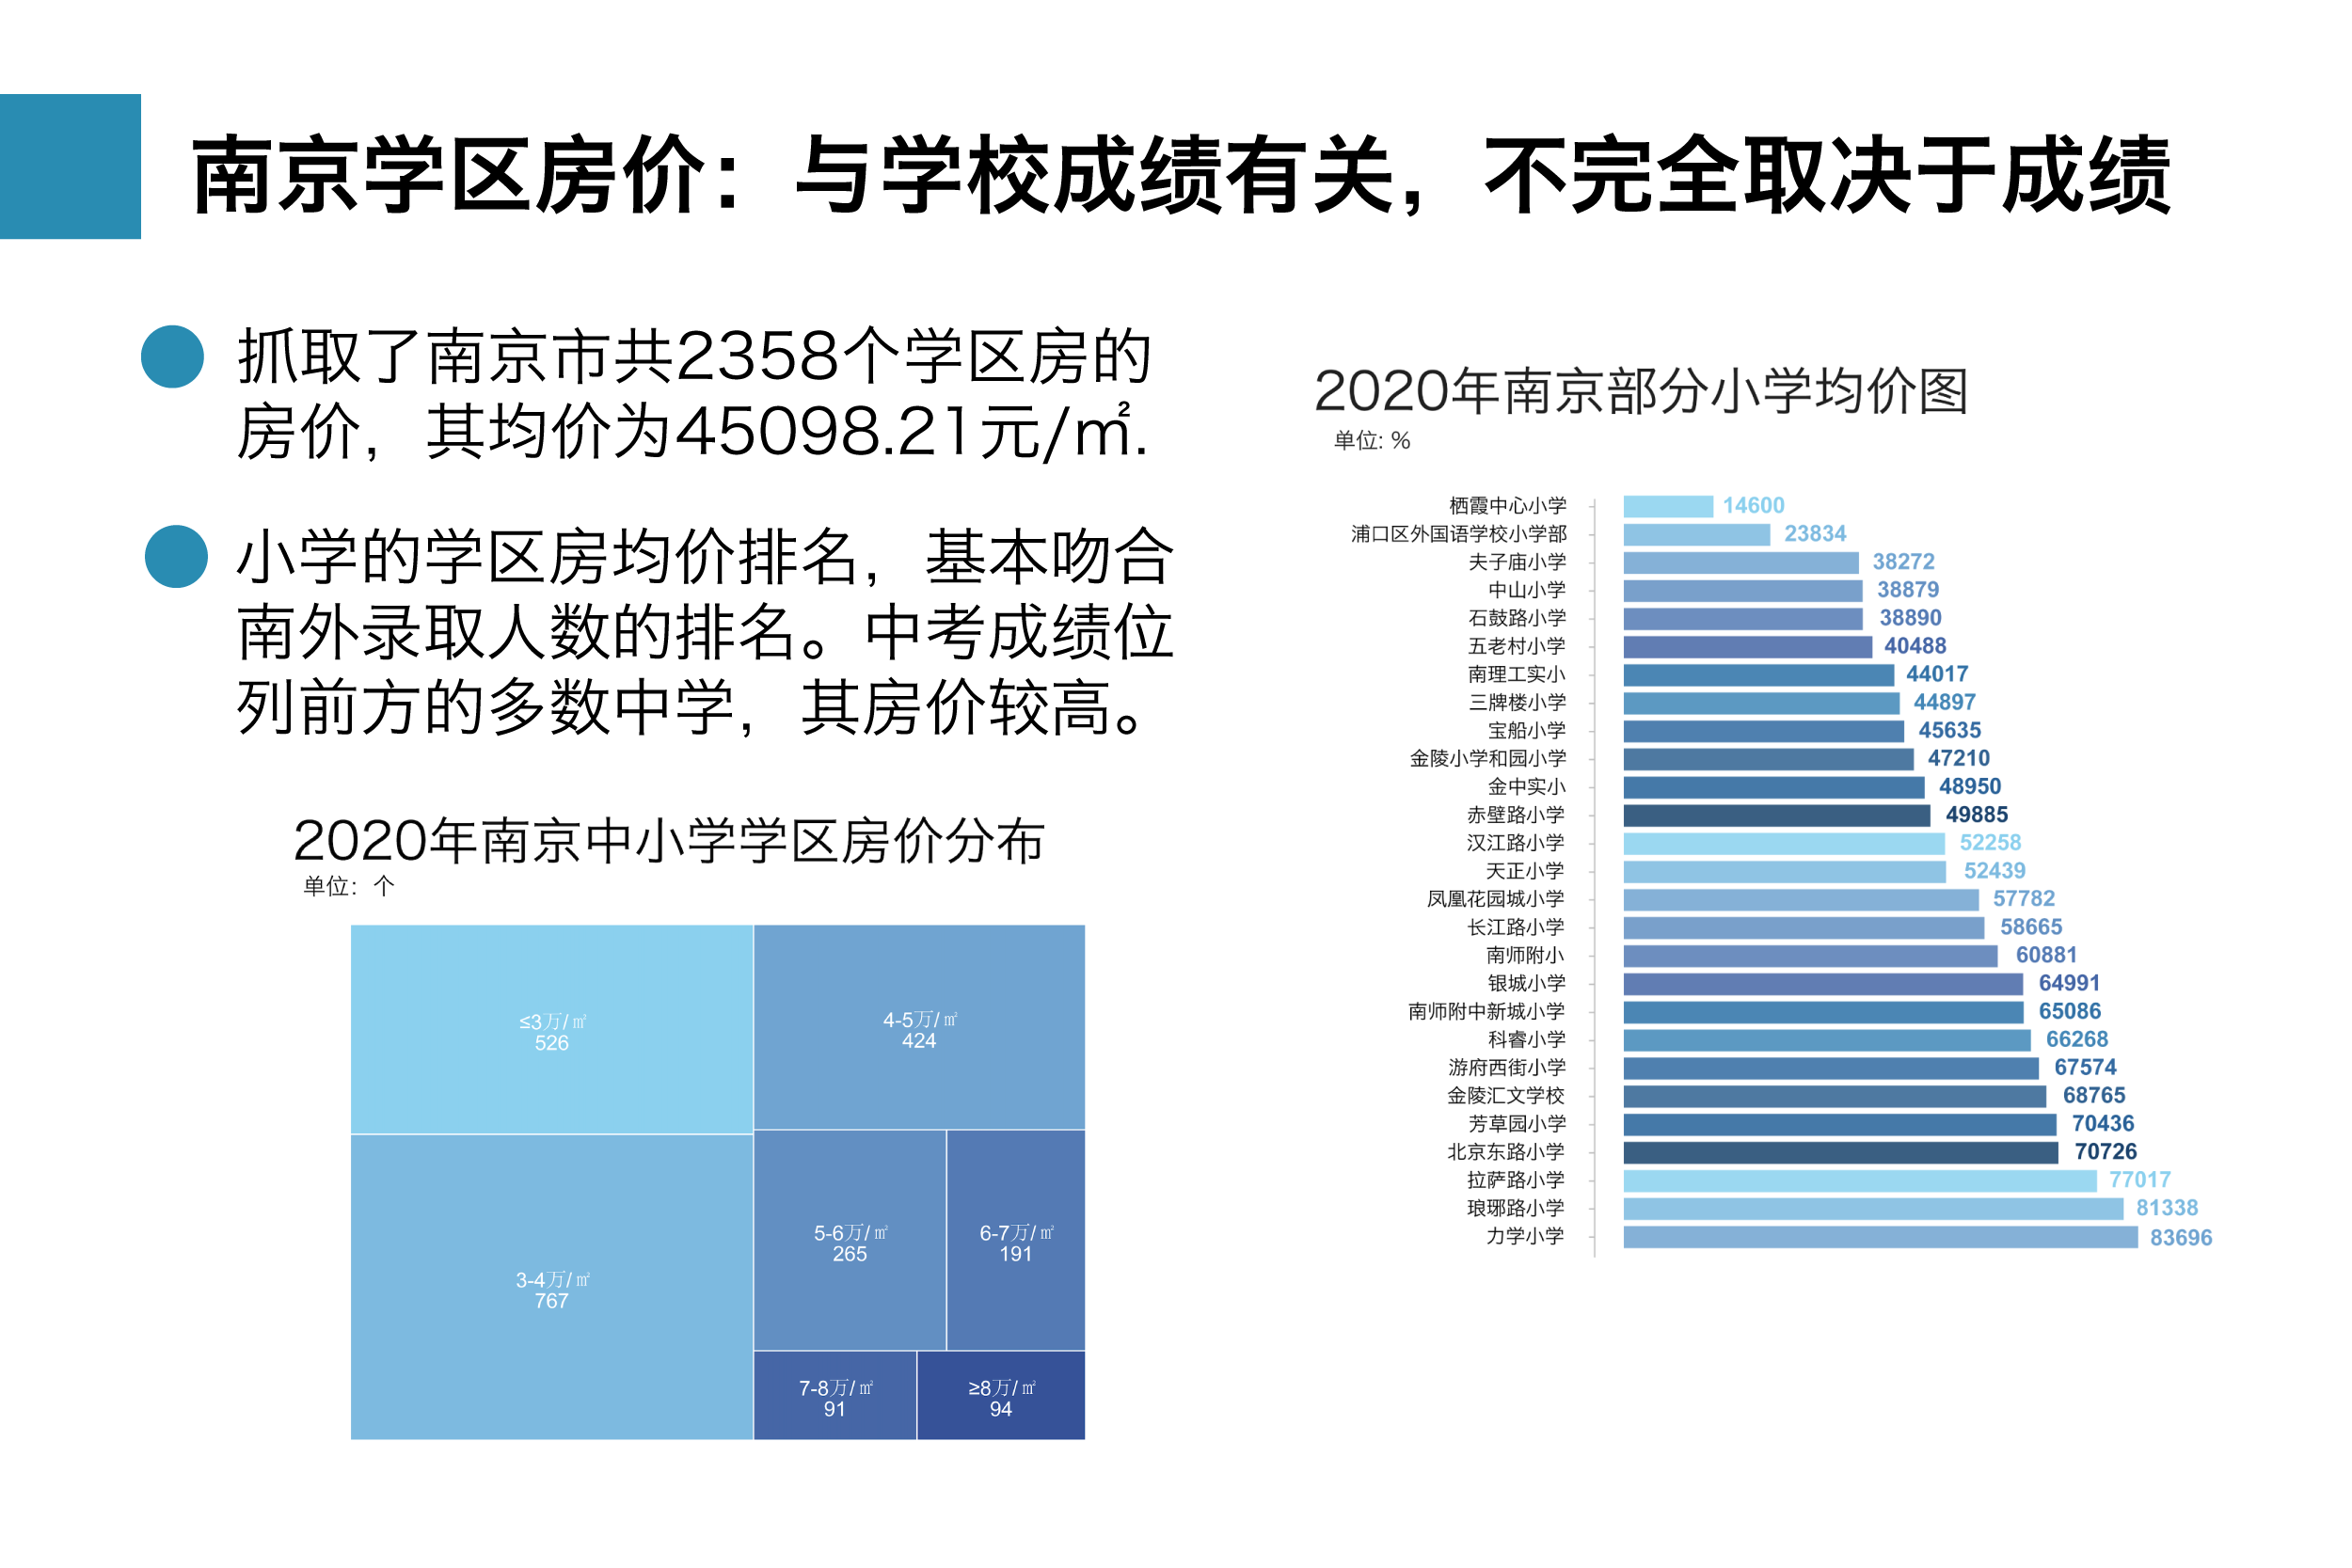 南京学区房价：与学校成绩有关，不完全取决于成绩
抓取了南京市共2358个学区房的
房价，其均价为45098.21元/㎡.
小学的学区房均价排名，基本吻合
南外录取人数的排名。中考成绩位
列前方的多数中学，其房价较高。
2020年南京中小学学区房价分布
单位：个
≤3万/㎡
526
4-5万/㎡
424
3-4万/㎡
767
5-6万/㎡
265
6-7万/㎡
191
7-8万/㎡
91
≥8万/㎡
94
2020年南京部分小学均价图
单位: %
栖霞中心小学 14600
浦口区外国语学校小学部 23834
夫子庙小学 38272
中山小学 38879
石鼓路小学 38890
五老村小学 40488
南理工实小 44017
三牌楼小学 44897
宝船小学 45635
金陵小学和园小学 47210
金中实小 48950
赤壁路小学 49885
汉江路小学 52258
天正小学 52439
凤凰花园城小学 57782
长江路小学 58665
南师附小 60881
银城小学 64991
南师附中新城小学 65086
科睿小学 66268
游府西街小学 67574
金陵汇文学校 68765
芳草园小学 70436
北京东路小学 70726
拉萨路小学 77017
琅琊路小学 81338
力学小学 83696